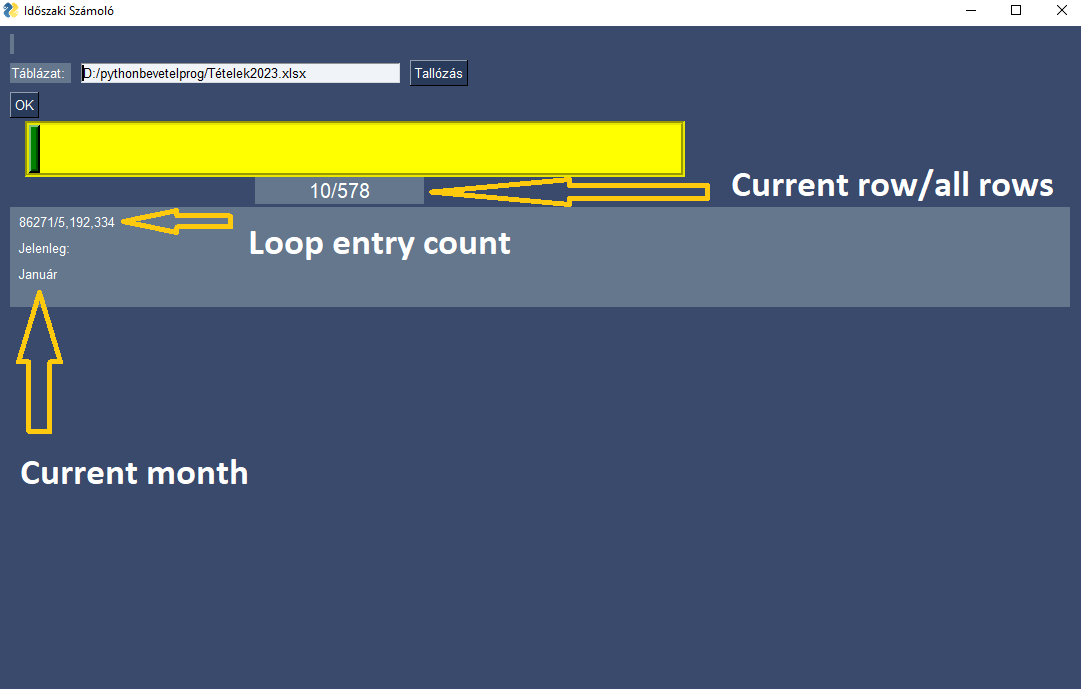 Időszaki Számoló
Táblázat: D:/pythonbevetelprog/Tételek2023.xlsx Tallózás
OK
10/578
Current row/all rows
86271/5,192,334
Loop entry count
Jelenleg:
Január
Current month